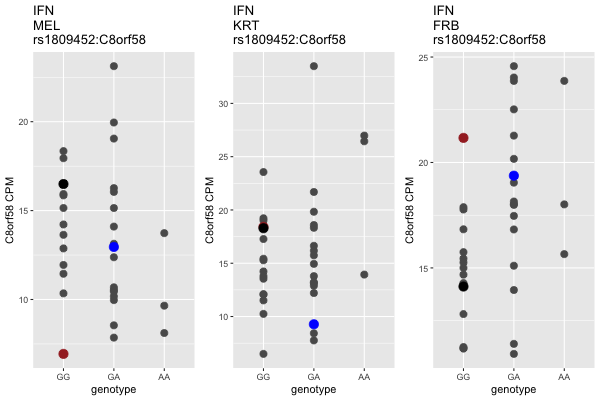 IFN
MEL
rs1809452:C8orf58
C8orf58 CPM
20
15
10
GG GA AA
genotype
IFN
KRT
rs1809452:C8orf58
C8orf58 CPM
30
25
20
15
10
GG GA AA
genotype
IFN
FRB
rs1809452:C8orf58
C8orf58 CPM
25
20
15
GG GA AA
genotype